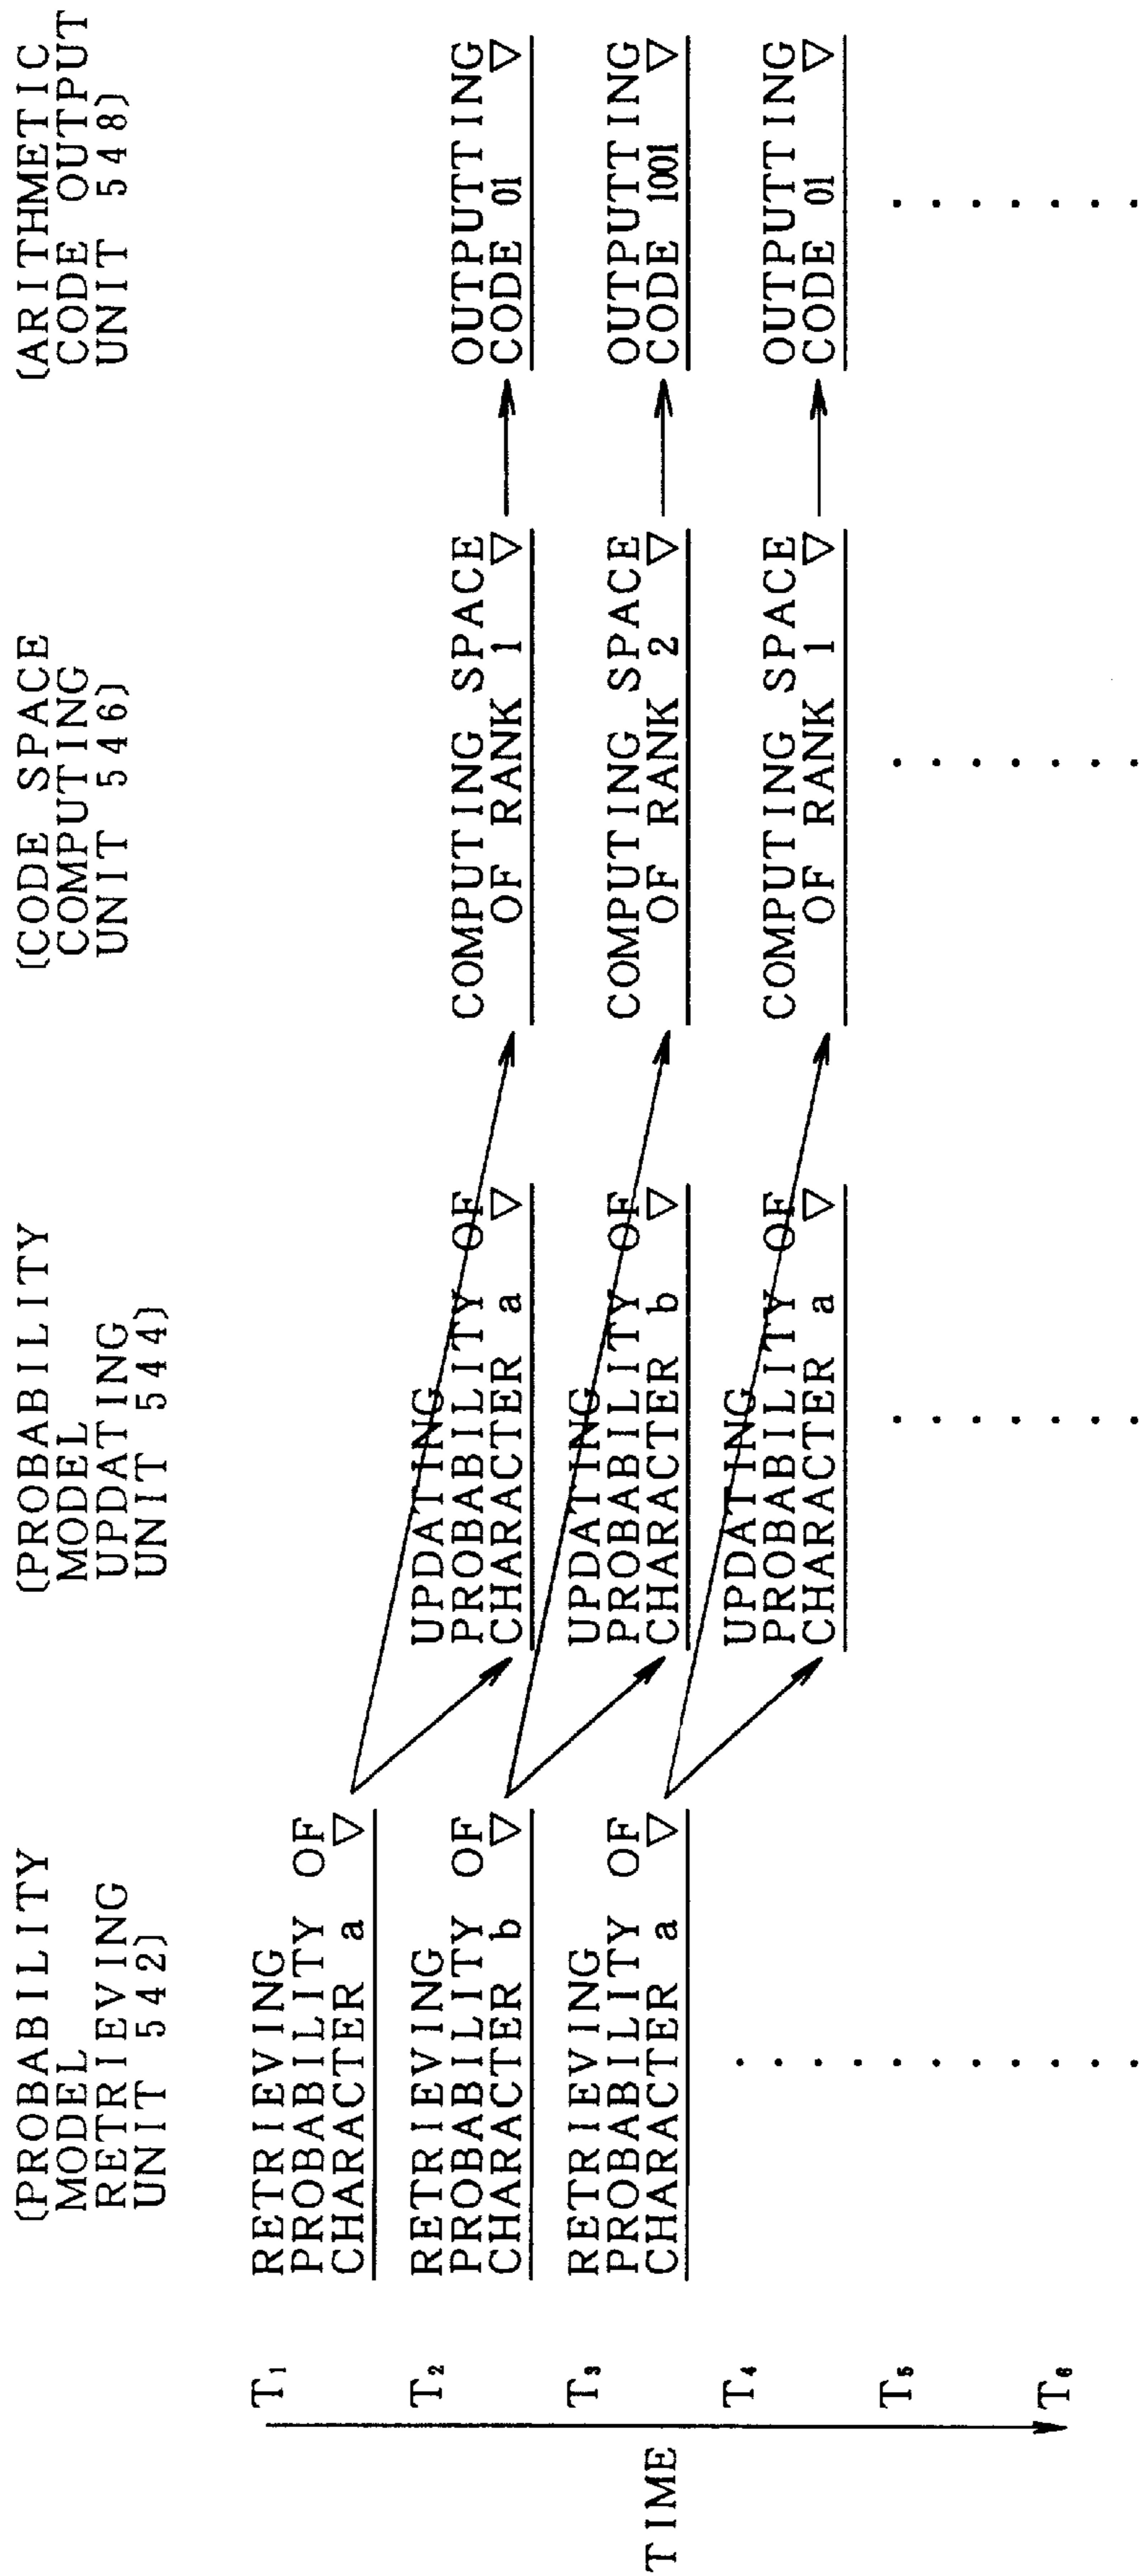 (PROBABILITY
MODEL
RETRIEVING
UNIT 542)
(PROBABILITY
MODEL
UPDATING
UNIT 544)
(CODE SPACE
COMPUTING
UNIT 546)
(ARITHMETIC
CODE OUTPUT
UNIT 548)
TIME
T1
RETRIEVING
PROBABILITY OF
CHARACTER a ▽
T2
RETRIEVING
PROBABILITY OF
CHARACTER b ▽
UPDATING
PROBABILITY OF
CHARACTER a ▽
COMPUTING SPACE
OF RANK 1 ▽
OUTPUTTING
CODE 01 ▽
T3
RETRIEVING
PROBABILITY OF
CHARACTER a ▽
UPDATING
PROBABILITY OF
CHARACTER b ▽
COMPUTING SPACE
OF RANK 2 ▽
OUTPUTTING
CODE 1001 ▽
T4
UPDATING
PROBABILITY OF
CHARACTER a ▽
COMPUTING SPACE
OF RANK 1 ▽
OUTPUTTING
CODE 01 ▽
T5
T6